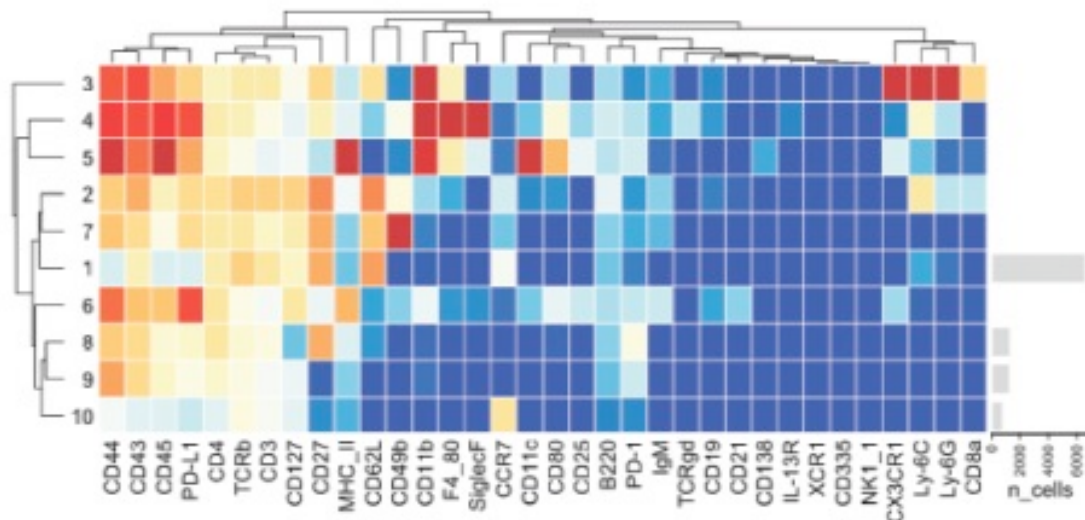 3
4
5
2
7
1
6
8
9
10
CD44
CD43
CD45
PD-L1
CD4
TCRb
CD3
CD127
CD27
MHC_II
CD62L
CD49b
CD11b
F4_80
SiglecF
CCR7
CD11c
CD80
CD25
B220
PD-1
IgM
TCRgd
CD19
CD21
CD138
IL-13R
XCR1
CD335
NK1_1
CX3CR1
Ly-6C
Ly-6G
CD8a
0
2000
4000
6000
n_cells